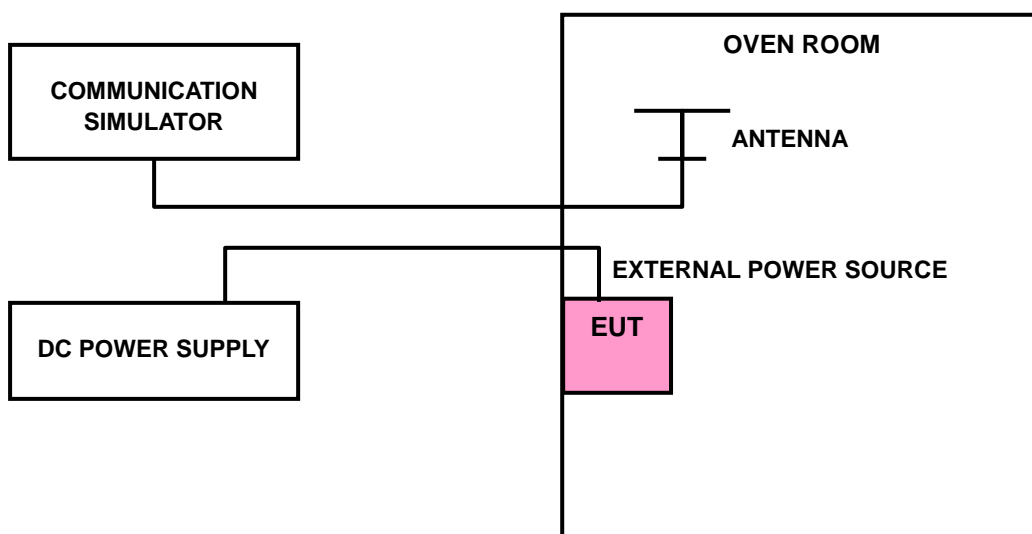 OVEN ROOM
COMMUNICATION
SIMULATOR
ANTENNA
EXTERNAL POWER SOURCE
EUT
DC POWER SUPPLY